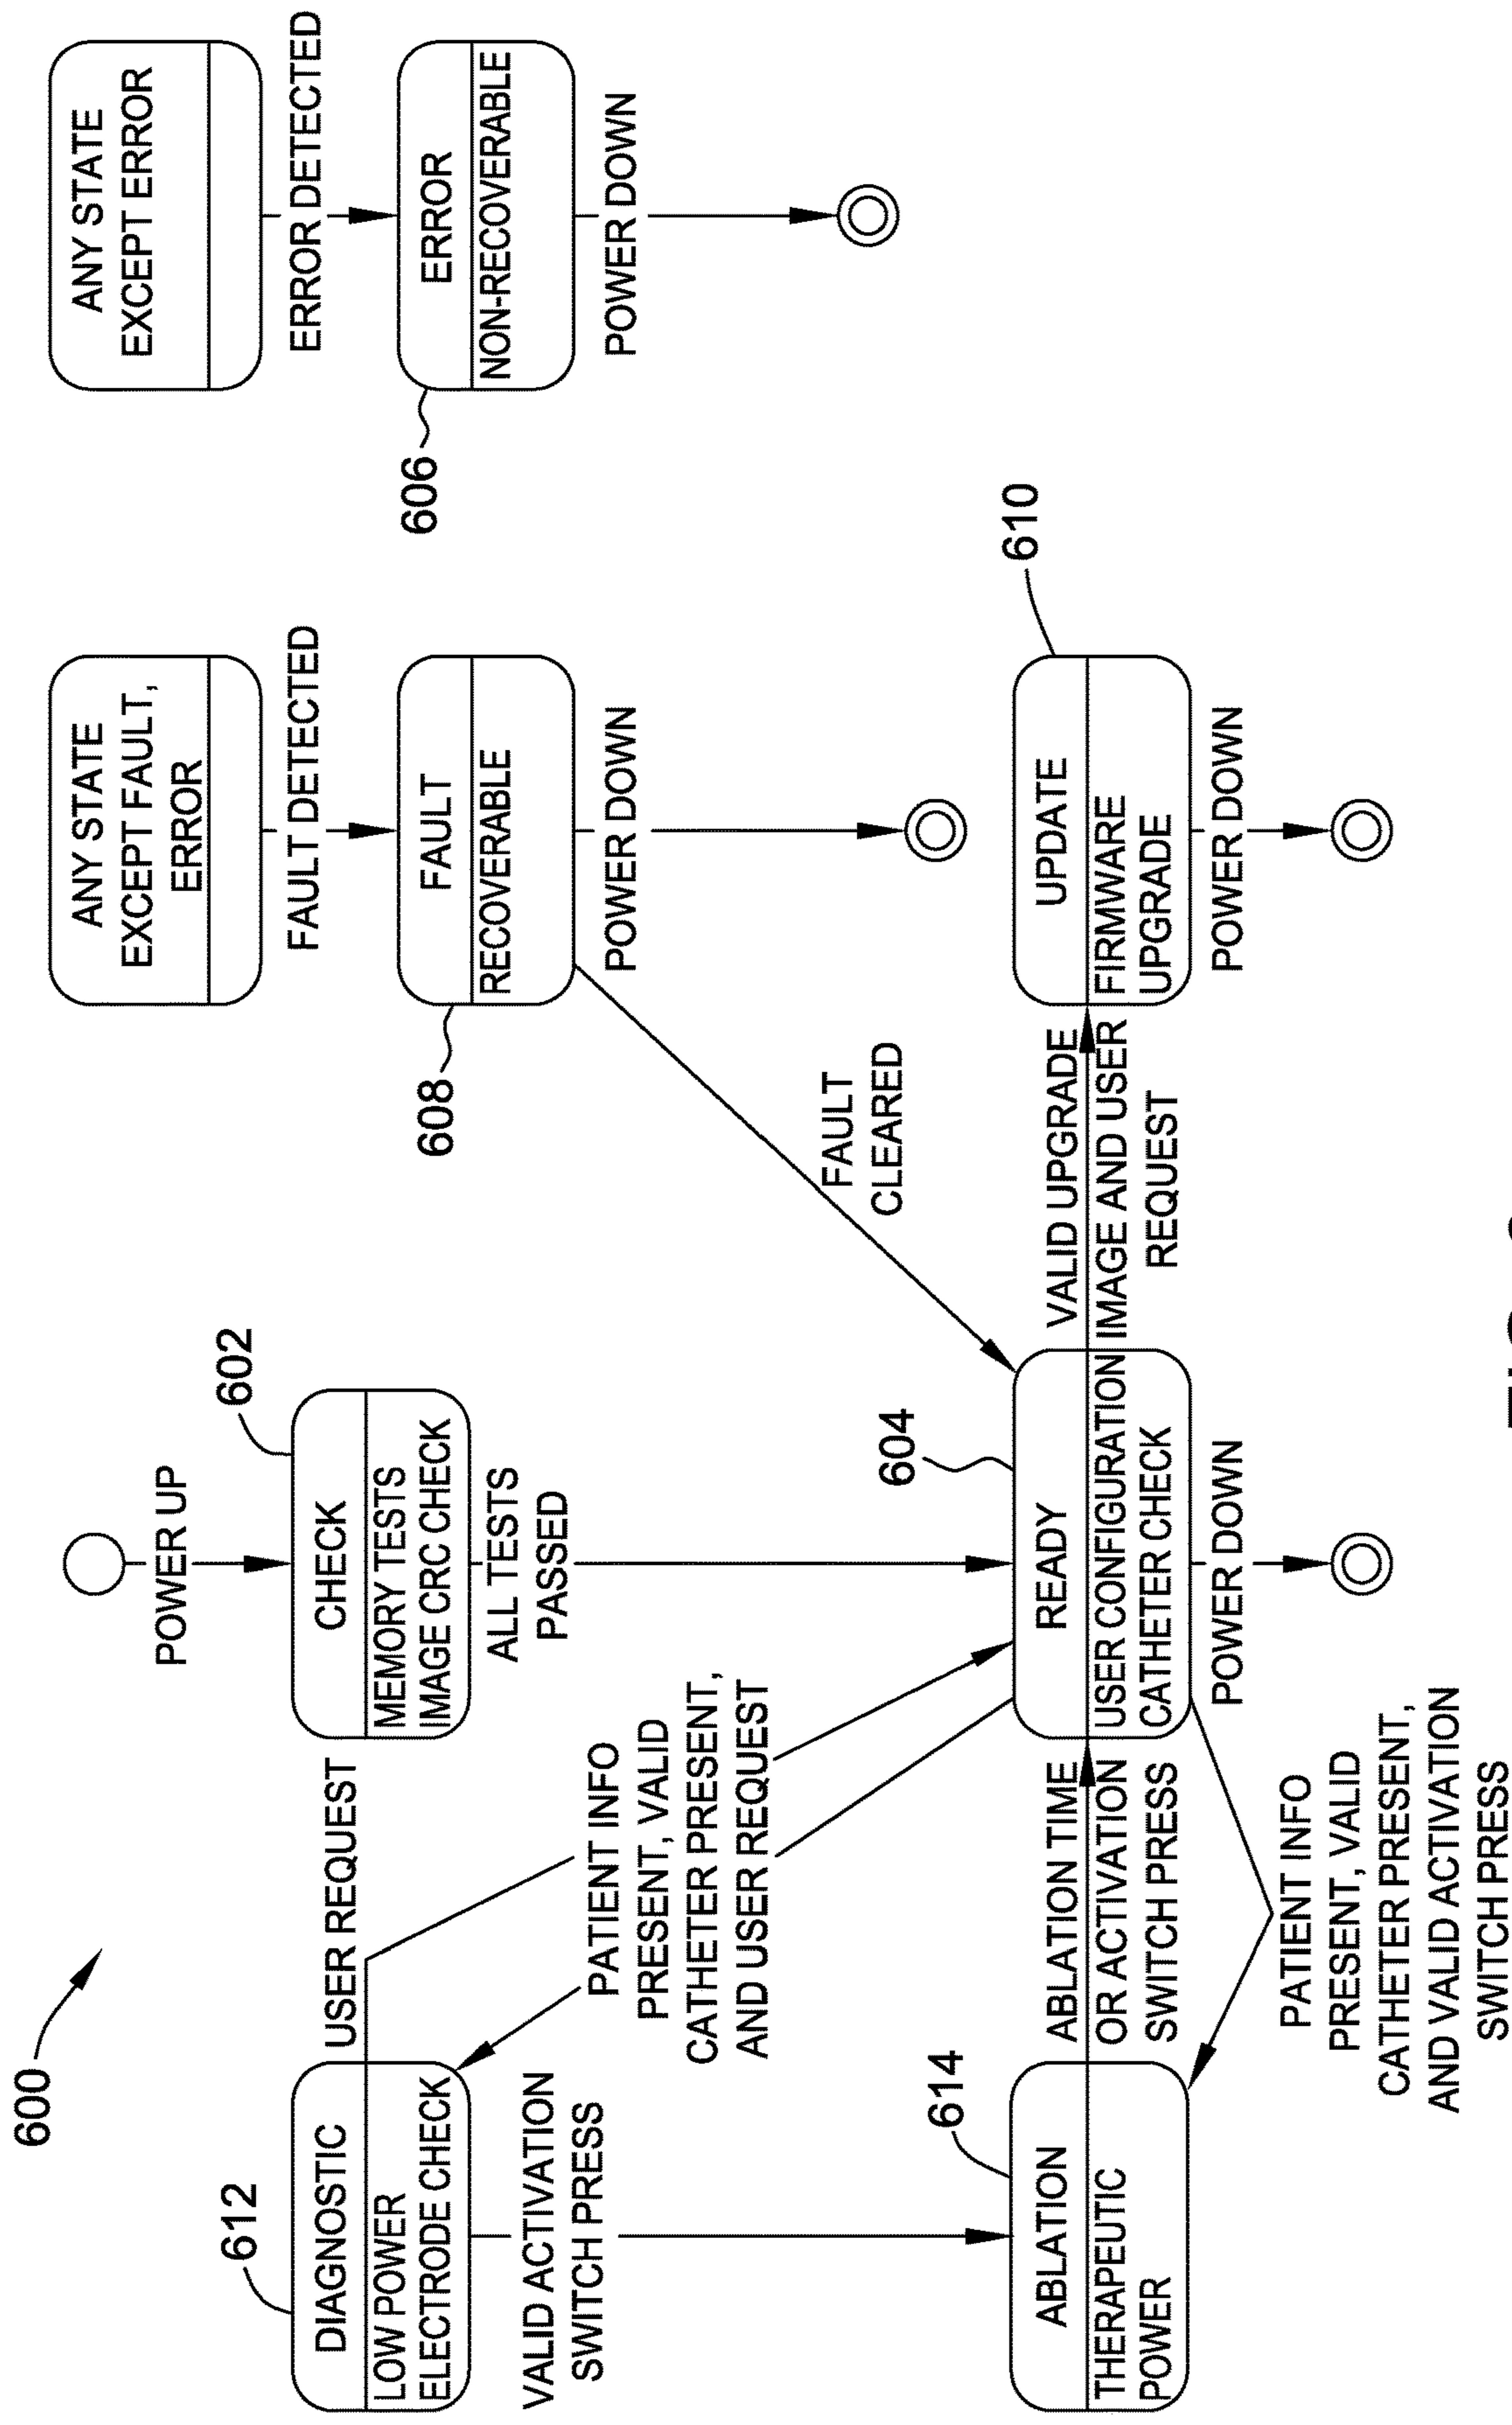 600
POWER UP
602
CHECK
MEMORY TESTS
IMAGE CRC CHECK
ALL TESTS
PASSED
612
DIAGNOSTIC
LOW POWER
ELECTRODE CHECK
USER REQUEST
PATIENT INFO
PRESENT, VALID
CATHETER PRESENT,
AND USER REQUEST
VALID ACTIVATION
SWITCH PRESS
614
ABLATION
THERAPEUTIC
POWER
ABLATION TIME
OR ACTIVATION
SWITCH PRESS
PATIENT INFO
PRESENT, VALID
CATHETER PRESENT,
AND VALID ACTIVATION
SWITCH PRESS
604
READY
USER CONFIGURATION
CATHETER CHECK
POWER DOWN
VALID UPGRADE
IMAGE AND USER
REQUEST
610
UPDATE
FIRMWARE
UPGRADE
POWER DOWN
ANY STATE
EXCEPT FAULT,
ERROR
FAULT DETECTED
608
FAULT
RECOVERABLE
POWER DOWN
FAULT
CLEARED
ANY STATE
EXCEPT ERROR
ERROR DETECTED
606
ERROR
NON-RECOVERABLE
POWER DOWN